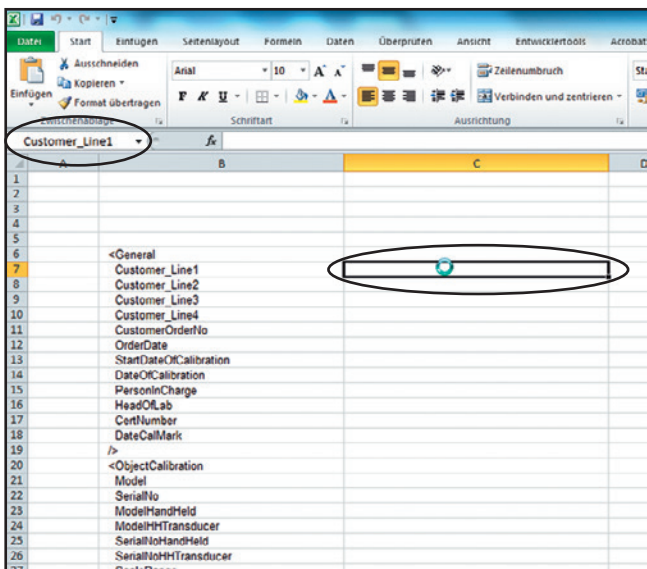 Datei Start Einfügen Seitenlayout Formeln Daten Überprüfen Ansicht Entwicklertools Acrobat
Ausschneiden
Kopieren
Format übertragen
Einfügen
Zwischenablage
Arial 10 A A
F K U
Schriftart
Zeilenumbruch
Verbinden und zentrieren
Ausrichtung
Sta
Customer_Line1 fx
A B C D
1
2
3
4
5
6 <General
7 Customer_Line1
8 Customer_Line2
9 Customer_Line3
10 Customer_Line4
11 CustomerOrderNo
12 OrderDate
13 StartDateOfCalibration
14 DateOfCalibration
15 PersonInCharge
16 HeadOfLab
17 CertNumber
18 DateCalMark
19 />
20 <ObjectCalibration
21 Model
22 SerialNo
23 ModelHandHeld
24 ModelHHTransducer
25 SerialNoHandHeld
26 SerialNoHHTransducer